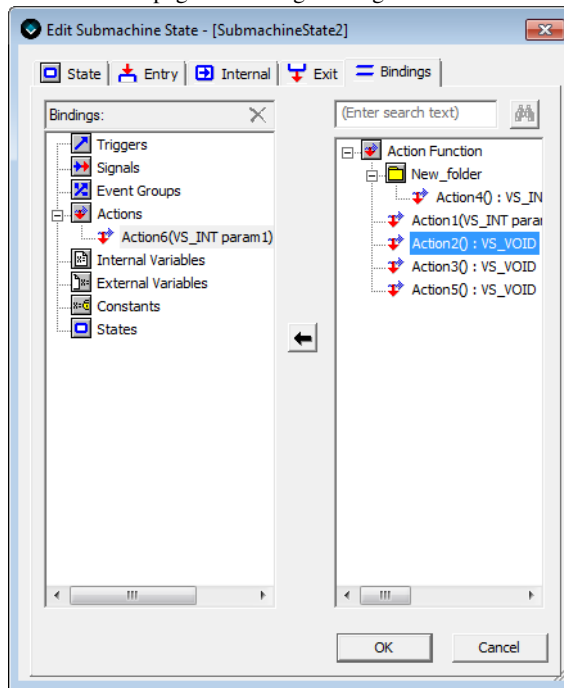 Edit Submachine State - [SubmachineState2]
State Entry Internal Exit Bindings
Bindings:
Triggers
Signals
Event Groups
Actions
Action6(VS_INT param1)
Internal Variables
External Variables
Constants
States
(Enter search text)
Action Function
New_folder
Action4() : VS_IN
Action1(VS_INT para
Action2() : VS_VOID
Action3() : VS_VOID
Action5() : VS_VOID
OK Cancel